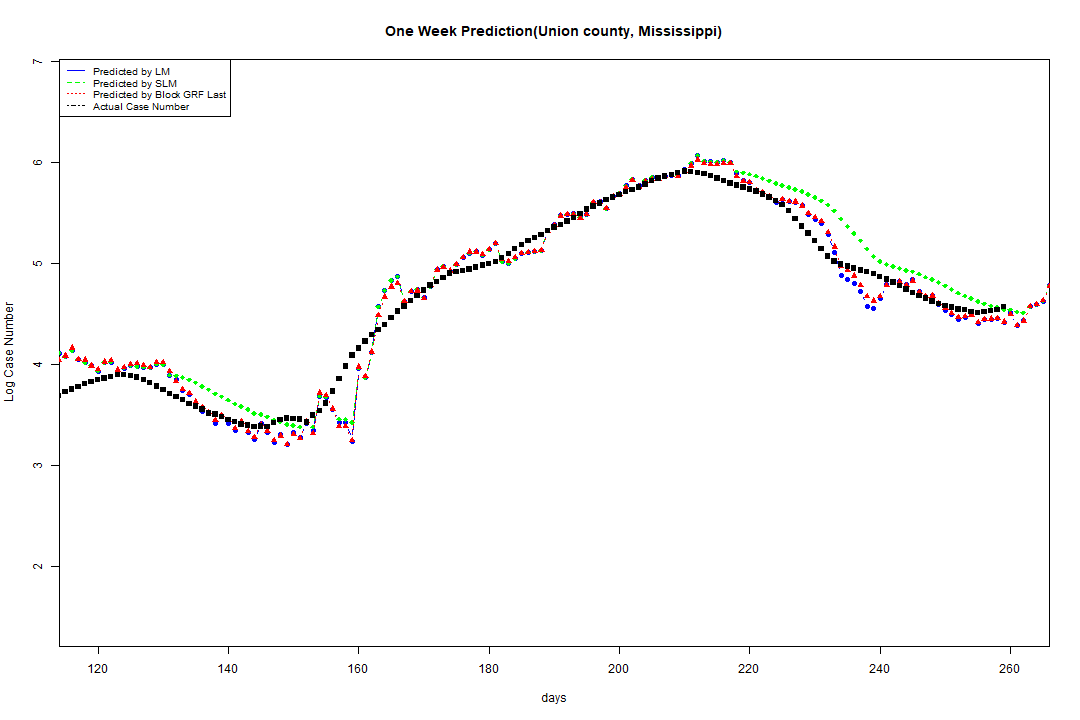 One Week Prediction(Union county, Mississippi)
Predicted by LM
Predicted by SLM
Predicted by Block GRF Last
Actual Case Number
7
6
5
4
3
2
Log Case Number
120 140 160 180 200 220 240 260
days